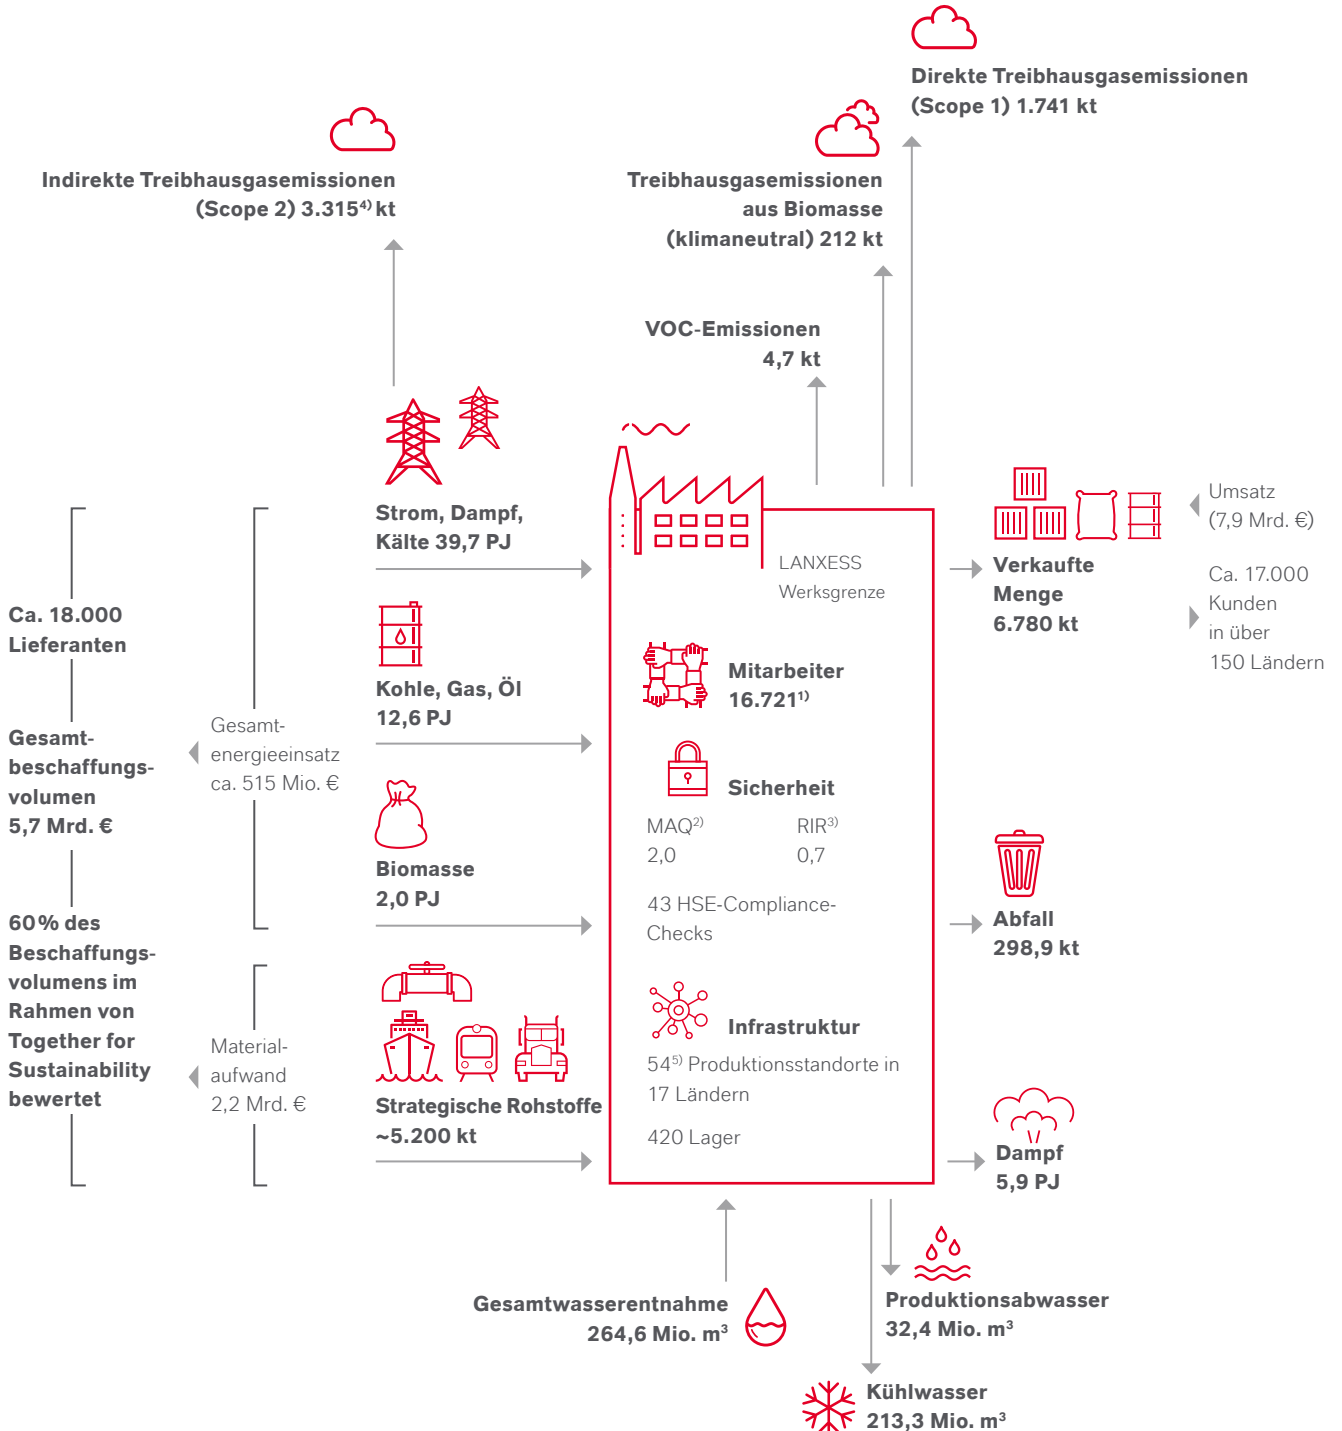 Direkte Treibhausgasemissionen
(Scope 1) 1.741 kt
Indirekte Treibhausgasemissionen
(Scope 2) 3.315⁴⁾ kt
Treibhausgasemissionen
aus Biomasse
(klimaneutral) 212 kt
VOC-Emissionen
4,7 kt
Ca. 18.000
Lieferanten
Gesamt-
beschaffungs-
volumen
5,7 Mrd. €
60 % des
Beschaffungs-
volumens im
Rahmen von
Together for
Sustainability
bewertet
Gesamt-
energieeinsatz
ca. 515 Mio. €
Material-
aufwand
2,2 Mrd. €
Strom, Dampf,
Kälte 39,7 PJ
Kohle, Gas, Öl
12,6 PJ
Biomasse
2,0 PJ
Strategische Rohstoffe
~5.200 kt
LANXESS
Werksgrenze
Mitarbeiter
16.721¹⁾
Sicherheit
MAQ²⁾ RIR³⁾
2,0 0,7
43 HSE-Compliance-
Checks
Infrastruktur
54⁵⁾ Produktionsstandorte in
17 Ländern
420 Lager
Verkaufte
Menge
6.780 kt
Umsatz
(7,9 Mrd. €)
Ca. 17.000
Kunden
in über
150 Ländern
Abfall
298,9 kt
Dampf
5,9 PJ
Gesamtwasserentnahme
264,6 Mio. m³
Produktionsabwasser
32,4 Mio. m³
Kühlwasser
213,3 Mio. m³